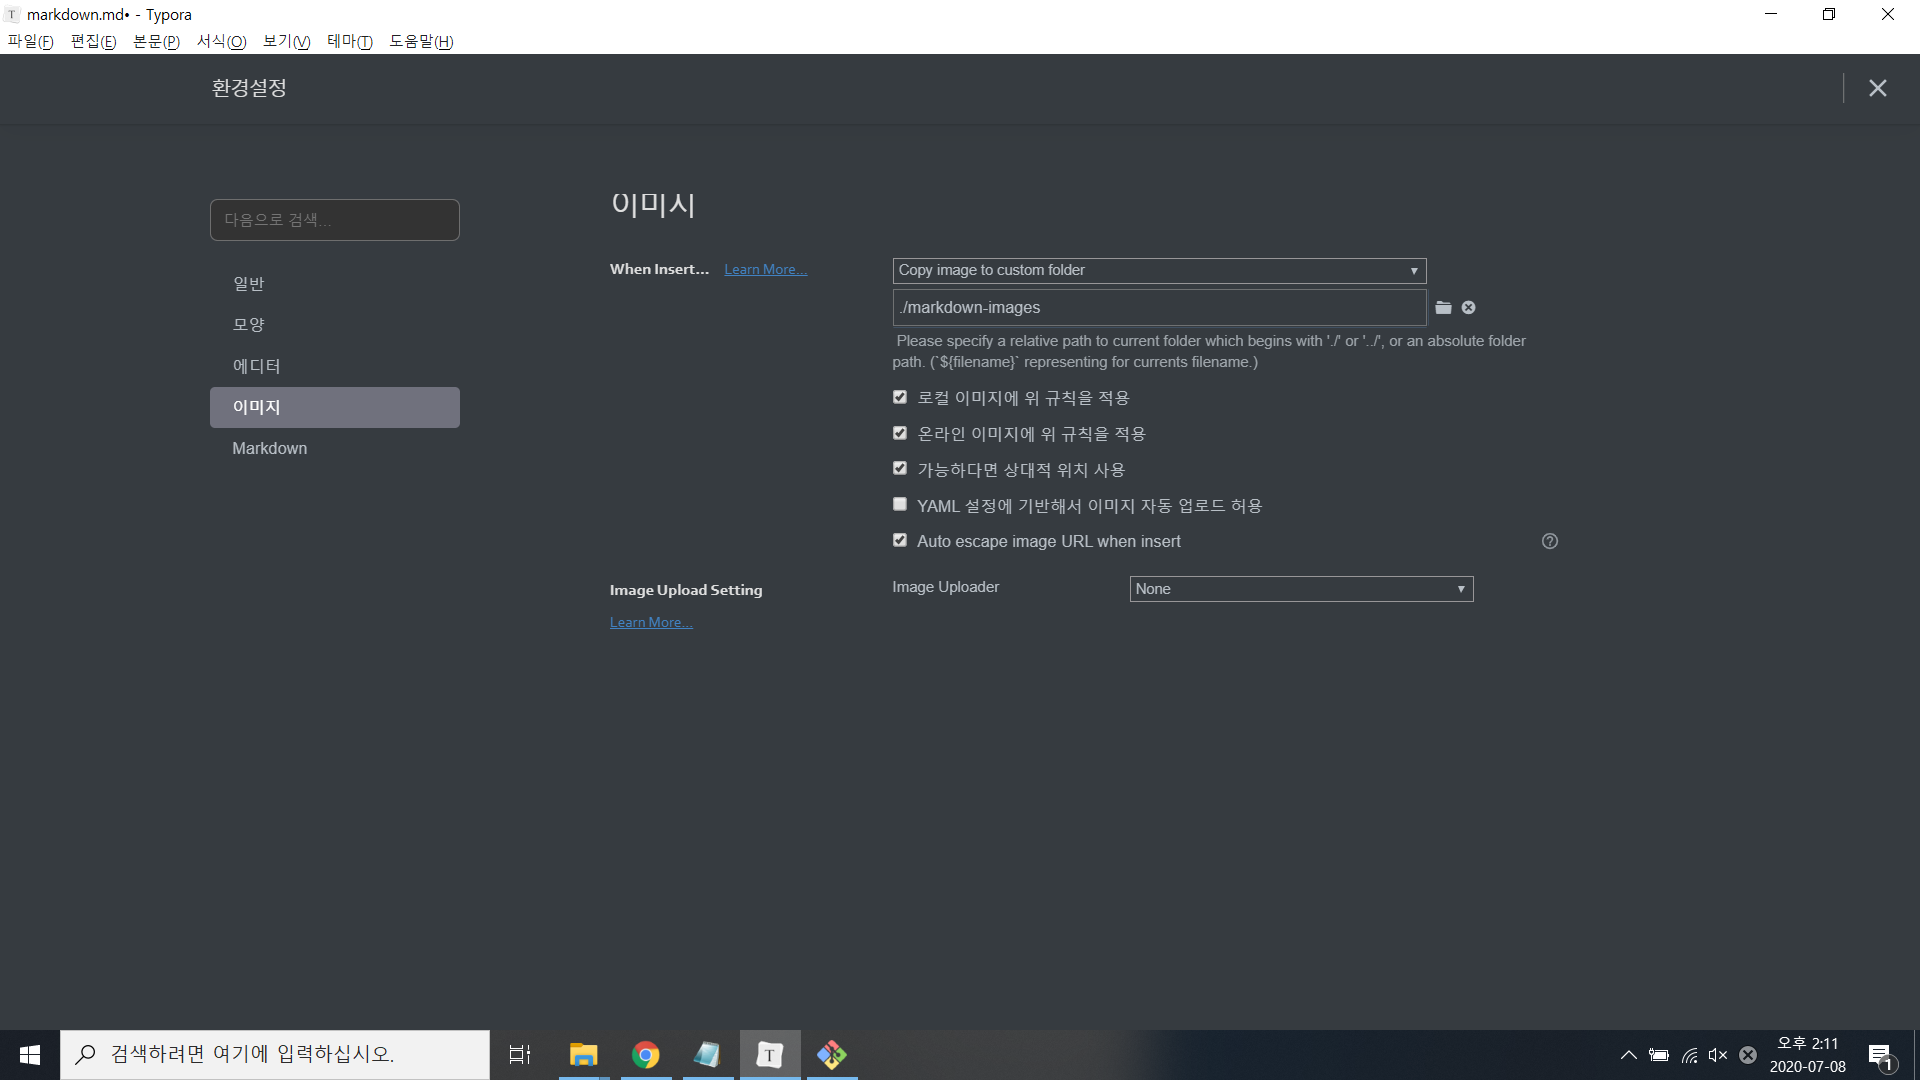 T markdown.md• - Typora
파일(F) 편집(E) 본문(P) 서식(O) 보기(V) 테마(T) 도움말(H)
환경설정
다음으로 검색...
일반
모양
에디터
이미지
Markdown
이미지
When Insert... Learn More...
Copy image to custom folder
./markdown-images
Please specify a relative path to current folder which begins with './' or '../', or an absolute folder
path. (`${filename}` representing for currents filename.)
로컬 이미지에 위 규칙을 적용
온라인 이미지에 위 규칙을 적용
가능하다면 상대적 위치 사용
YAML 설정에 기반해서 이미지 자동 업로드 허용
Auto escape image URL when insert
Image Upload Setting
Learn More...
Image Uploader
None
검색하려면 여기에 입력하십시오.
T
오후 2:11
2020-07-08
1